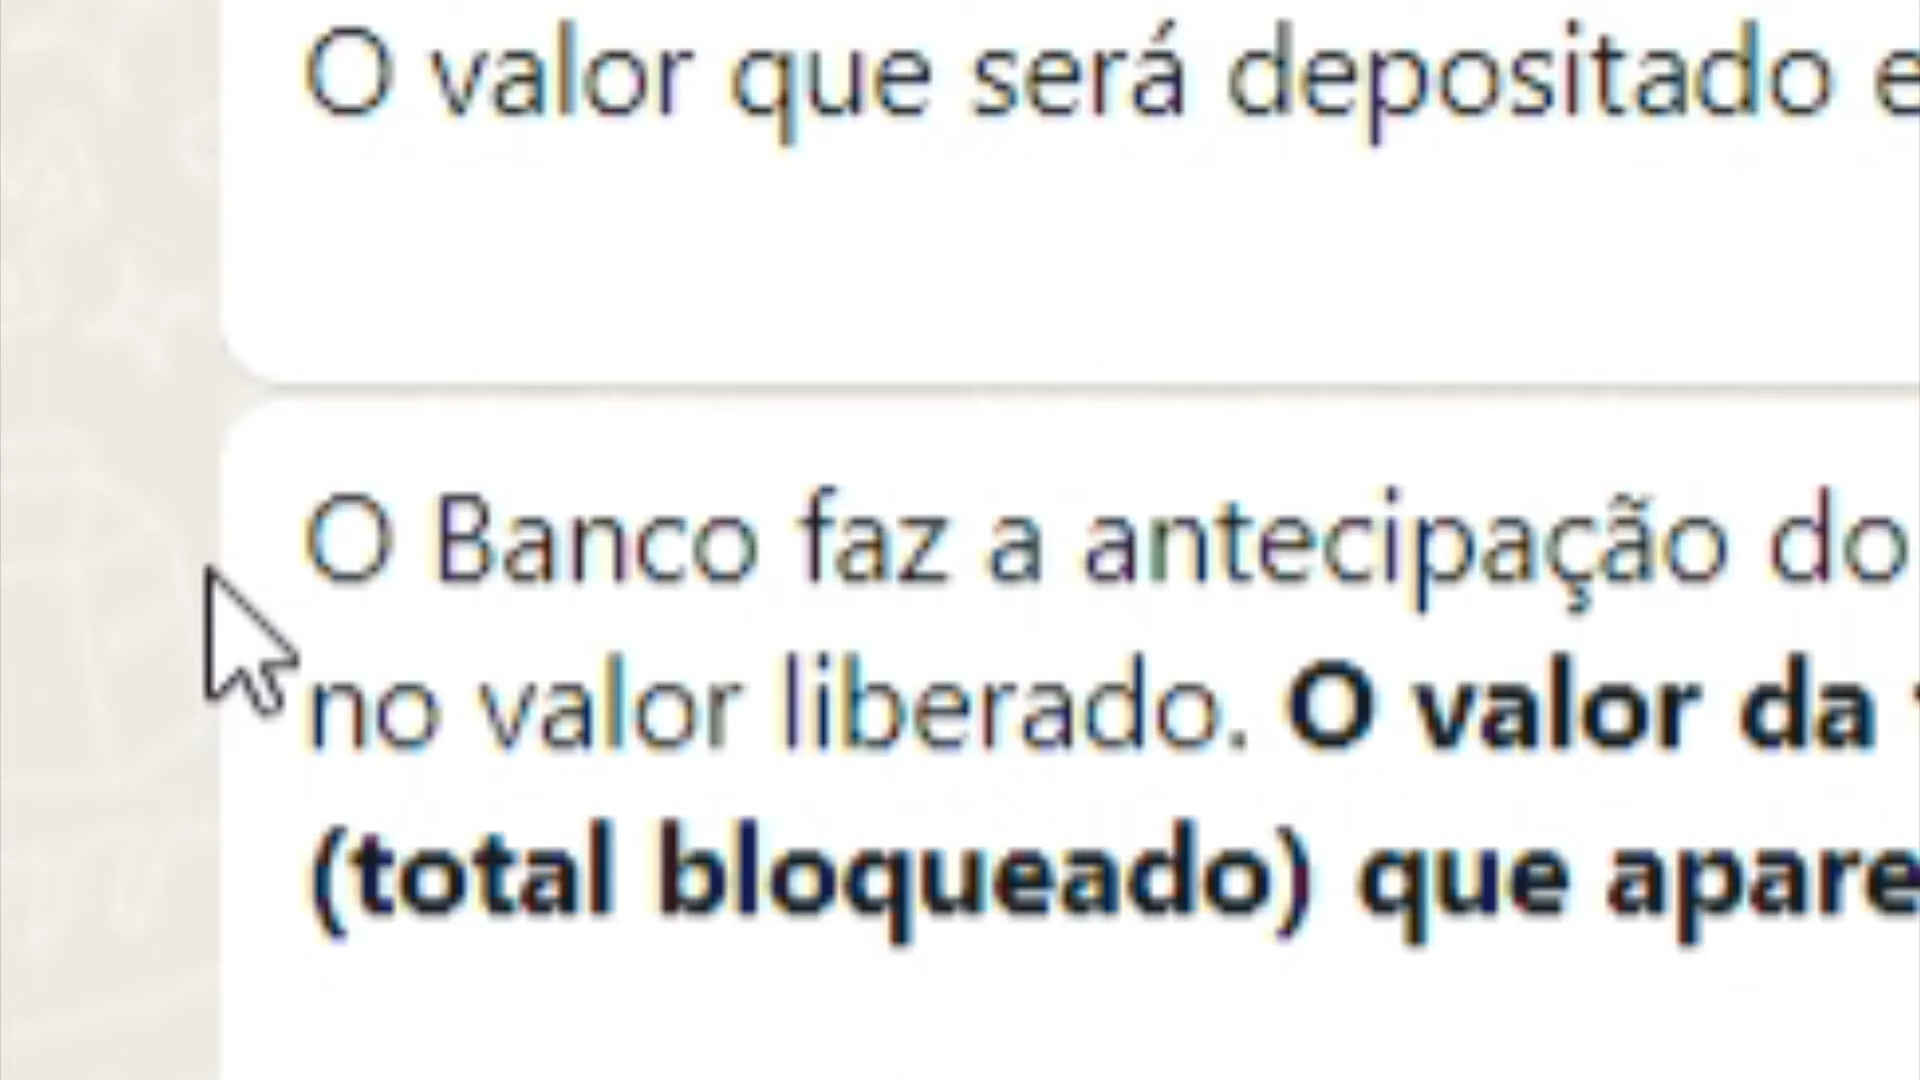 O valor que será depositado e
O Banco faz a antecipação do
no valor liberado. O valor da
(total bloqueado) que apare